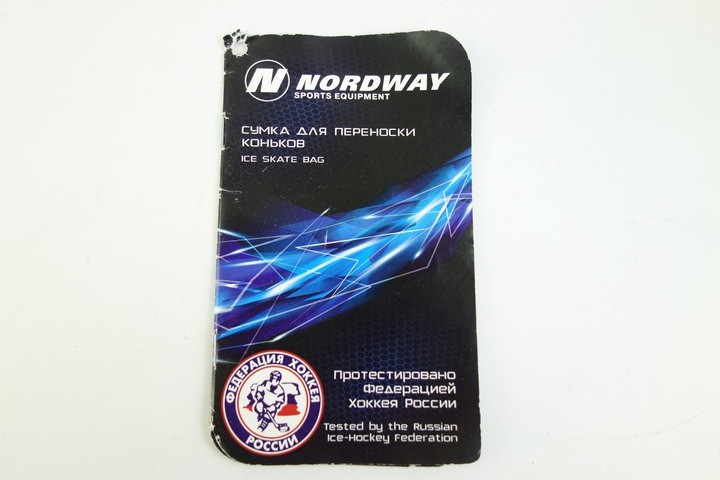 N NORDWAY
SPORTS EQUIPMENT
СУМКА ДЛЯ ПЕРЕНОСКИ
КОНЬКОВ
ICE SKATE BAG
ФЕДЕРАЦИЯ ХОККЕЯ
РОССИИ
Протестировано
Федерацией
Хоккея России
Tested by the Russian
Ice-Hockey Federation